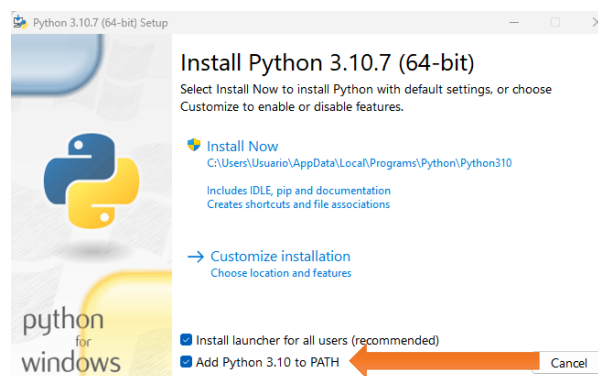 Python 3.10.7 (64-bit) Setup
Install Python 3.10.7 (64-bit)
Select Install Now to install Python with default settings, or choose
Customize to enable or disable features.
Install Now
C:\Users\Usuario\AppData\Local\Programs\Python\Python310
Includes IDLE, pip and documentation
Creates shortcuts and file associations
Customize installation
Choose location and features
python
for
windows
Install launcher for all users (recommended)
Add Python 3.10 to PATH
Cancel